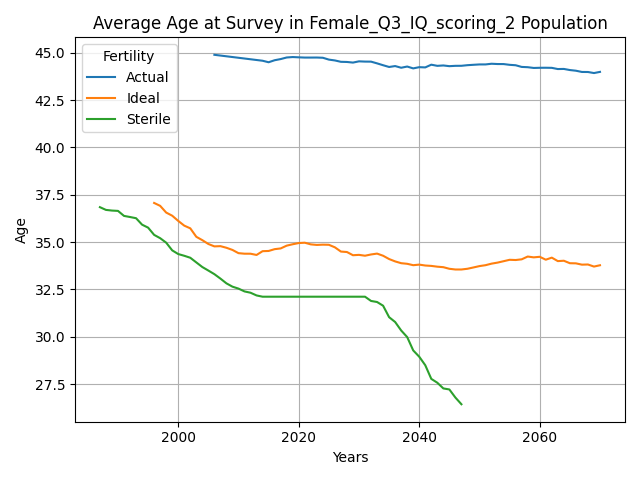 Average Age at Survey in Female_Q3_IQ_scoring_2 Population
Fertility
Actual
Ideal
Sterile
Age
45.0
42.5
40.0
37.5
35.0
32.5
30.0
27.5
2000
2020
2040
2060
Years